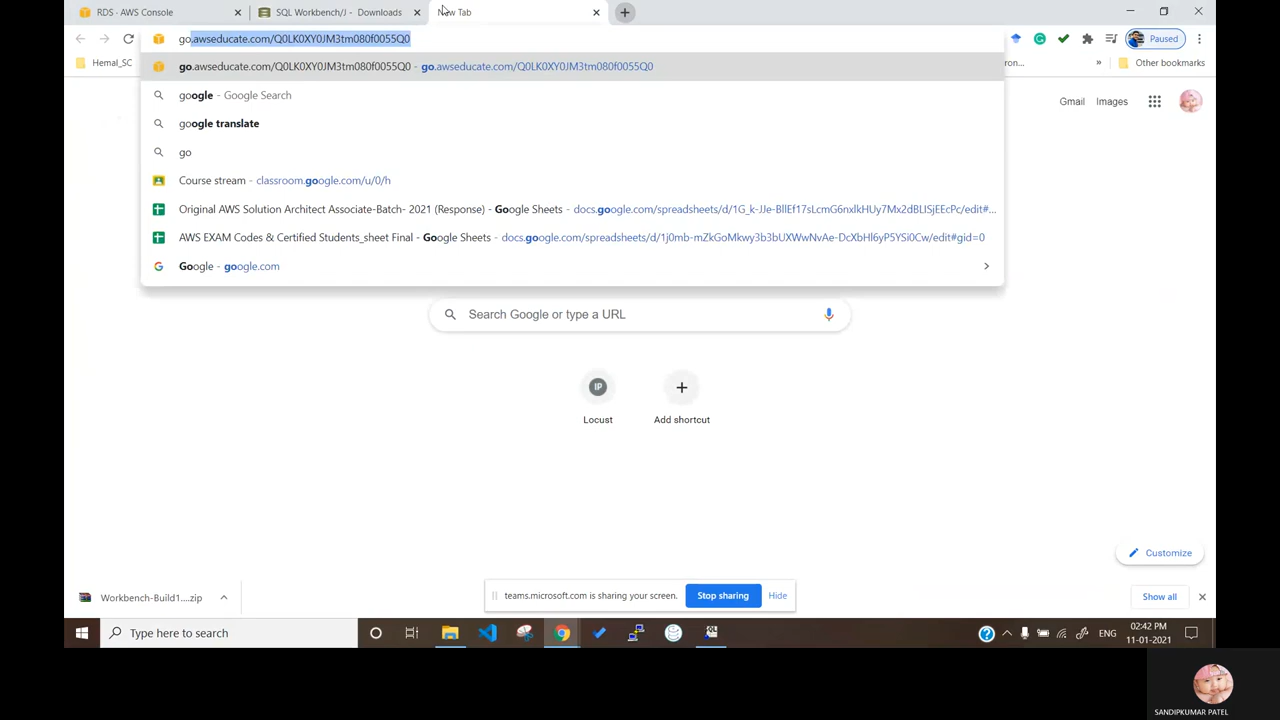 RDS - AWS Console
SQL Workbench/J - Downloads
New Tab
go.awseducate.com/Q0LK0XY0JM3tm080f0055Q0
Paused
Hemal_SC
ron...
»
Other bookmarks
go.awseducate.com/Q0LK0XY0JM3tm080f0055Q0 - go.awseducate.com/Q0LK0XY0JM3tm080f0055Q0
google - Google Search
google translate
go
Course stream - classroom.google.com/u/0/h
Original AWS Solution Architect Associate-Batch- 2021 (Response) - Google Sheets - docs.google.com/spreadsheets/d/1G_k-JJe-BllEf17sLcmG6nxlkHUy7Mx2dBLISjEEcPc/edit#...
AWS EXAM Codes & Certified Students_sheet Final - Google Sheets - docs.google.com/spreadsheets/d/1j0mb-mZkGoMkwy3b3bUXWwNvAe-DcXbHl6yP5YSi0Cw/edit#gid=0
Google - google.com
Gmail
Images
Search Google or type a URL
IP
Locust
Add shortcut
Customize
Workbench-Build1....zip
teams.microsoft.com is sharing your screen.
Stop sharing
Hide
Show all
Type here to search
ENG
02:42 PM
11-01-2021
SANDIPKUMAR PATEL